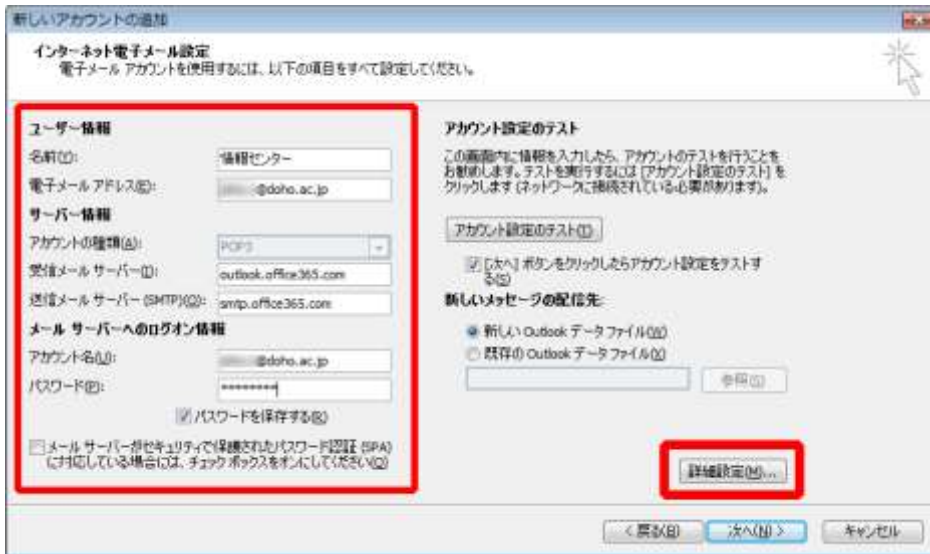 新しいアカウントの追加
インターネット電子メール設定
電子メール アカウントを使用するには、以下の項目をすべて設定してください。
ユーザー情報
名前(Y):
情報センター
電子メール アドレス(E):
@doho.ac.jp
サーバー情報
アカウントの種類(A):
POP3
受信メール サーバー(I):
outlook.office365.com
送信メール サーバー (SMTP)(O):
smtp.office365.com
メール サーバーへのログオン情報
アカウント名(U):
@doho.ac.jp
パスワード(P):
********
パスワードを保存する(R)
メール サーバーがセキュリティで保護されたパスワード認証 (SPA)
に対応している場合には、チェック ボックスをオンにしてください(Q)
アカウント設定のテスト
この画面内に情報を入力したら、アカウントのテストを行うことを
お勧めします。テストを実行するには [アカウント設定のテスト] を
クリックします (ネットワークに接続されている必要があります)。
アカウント設定のテスト(T)
[次へ] ボタンをクリックしたらアカウント設定をテストす
る(S)
新しいメッセージの配信先:
新しい Outlook データ ファイル(W)
既存の Outlook データ ファイル(X)
参照(S)
詳細設定(M)...
< 戻る(B)
次へ(N) >
キャンセル